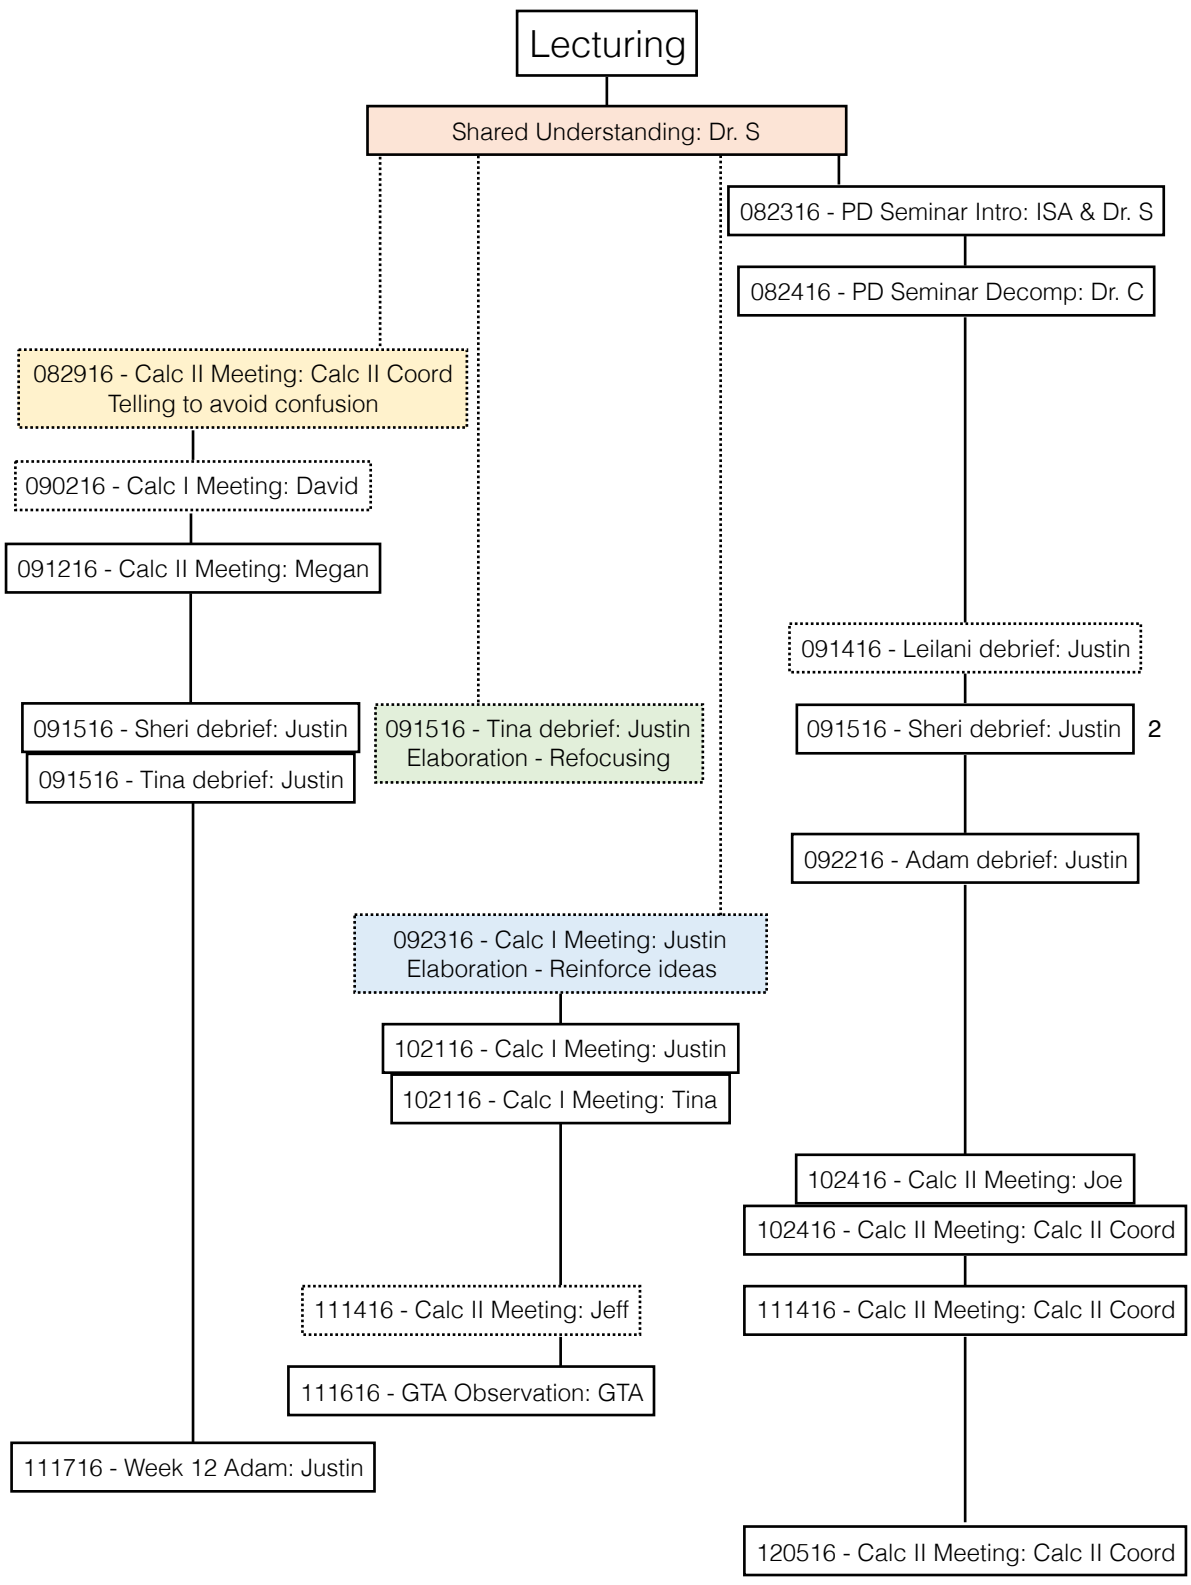 Lecturing
Shared Understanding: Dr. S
082316 - PD Seminar Intro: ISA & Dr. S
082416 - PD Seminar Decomp: Dr. C
082916 - Calc II Meeting: Calc II Coord
Telling to avoid confusion
090216 - Calc I Meeting: David
091216 - Calc II Meeting: Megan
091416 - Leilani debrief: Justin
091516 - Sheri debrief: Justin
091516 - Tina debrief: Justin
091516 - Tina debrief: Justin
Elaboration - Refocusing
091516 - Sheri debrief: Justin 2
092216 - Adam debrief: Justin
092316 - Calc I Meeting: Justin
Elaboration - Reinforce ideas
102116 - Calc I Meeting: Justin
102116 - Calc I Meeting: Tina
102416 - Calc II Meeting: Joe
102416 - Calc II Meeting: Calc II Coord
111416 - Calc II Meeting: Jeff
111416 - Calc II Meeting: Calc II Coord
111616 - GTA Observation: GTA
111716 - Week 12 Adam: Justin
120516 - Calc II Meeting: Calc II Coord